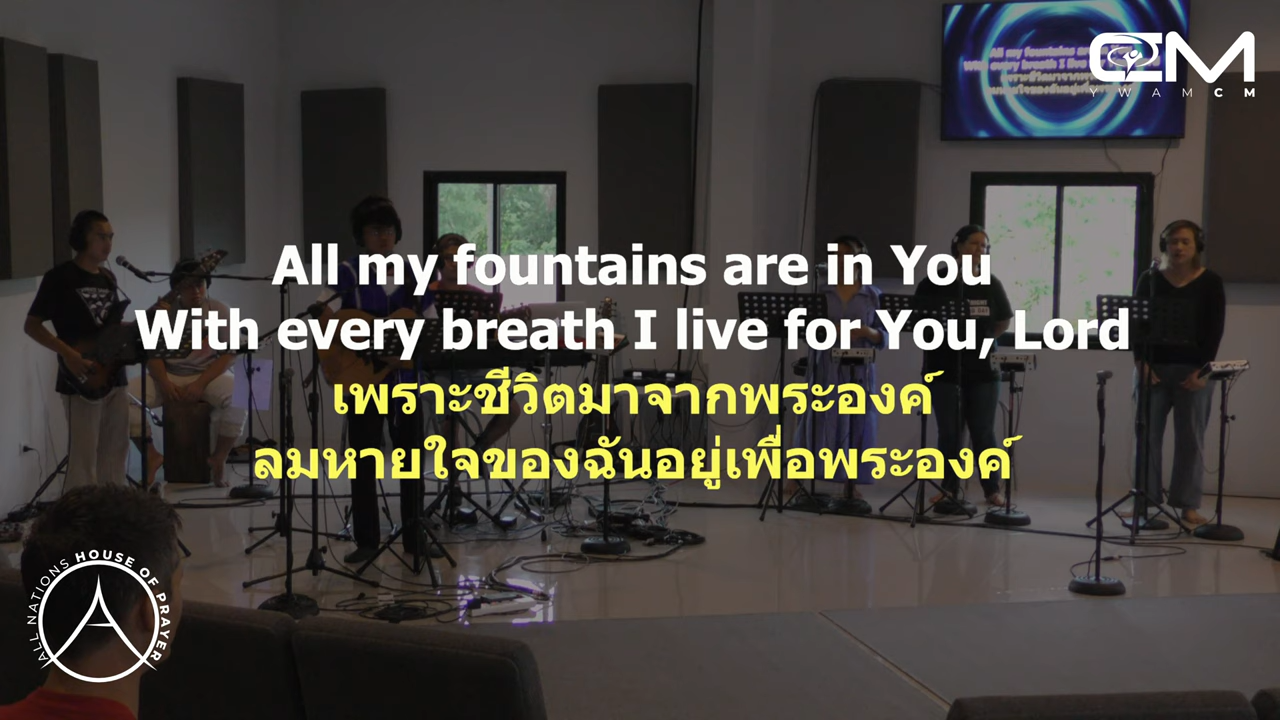 All my fountains are in You
With every breath I live for You, Lord
เพราะชีวิตมาจากพระองค์
ลมหายใจของฉันอยู่เพื่อพระองค์
CM
YWAMCM
ALL NATIONS HOUSE OF PRAYER